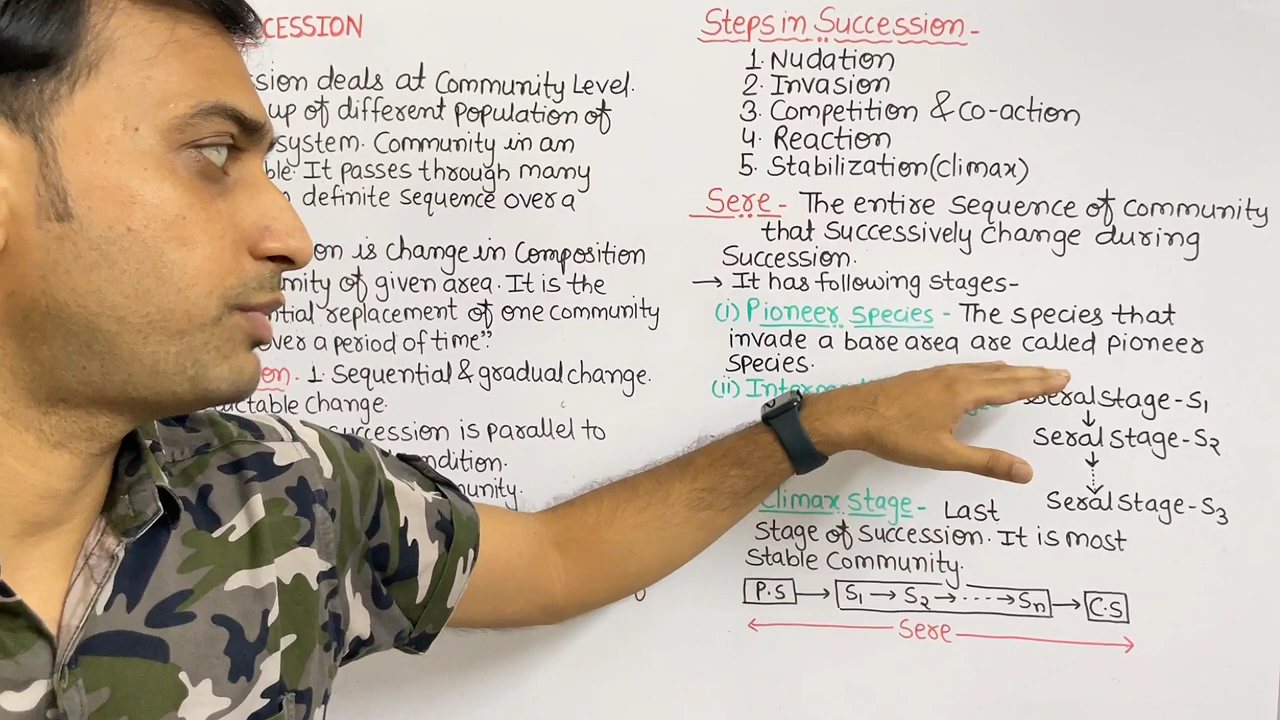 CESSION
sion deals at Community Level.
up of different Population of
system. Community in an
ble. It passes through many
definite sequence over a
on is change in Composition
nity of given area. It is the
ntial replacement of one community
ver a period of time"
on. 1. Sequential & gradual change.
ctable change.
uccession is parallel to
ndition.
munity.
Steps in Succession -
1. Nudation
2. Invasion
3. Competition & co-action
4. Reaction
5. Stabilization (climax)
Sere - The entire sequence of community
that Successively change during
Succession.
→ It has following stages-
(i) Pioneer Species - The species that
invade a bare area are called pioneer
species.
(ii) Inter
Seral Stage - S1
↓
Seral Stage - S2
↓
Seral Stage - S3
Climax Stage - Last
Stage of Succession. It is most
Stable Community.
P.S → S1 → S2 → ----→ Sn → C.S
Sere